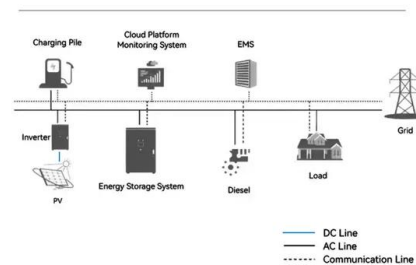 Cloud Platform
Monitoring System
Charging Pile
EMS
Grid
Inverter
Energy Storage System
Diesel
Load
PV
DC Line
AC Line
Communication Line